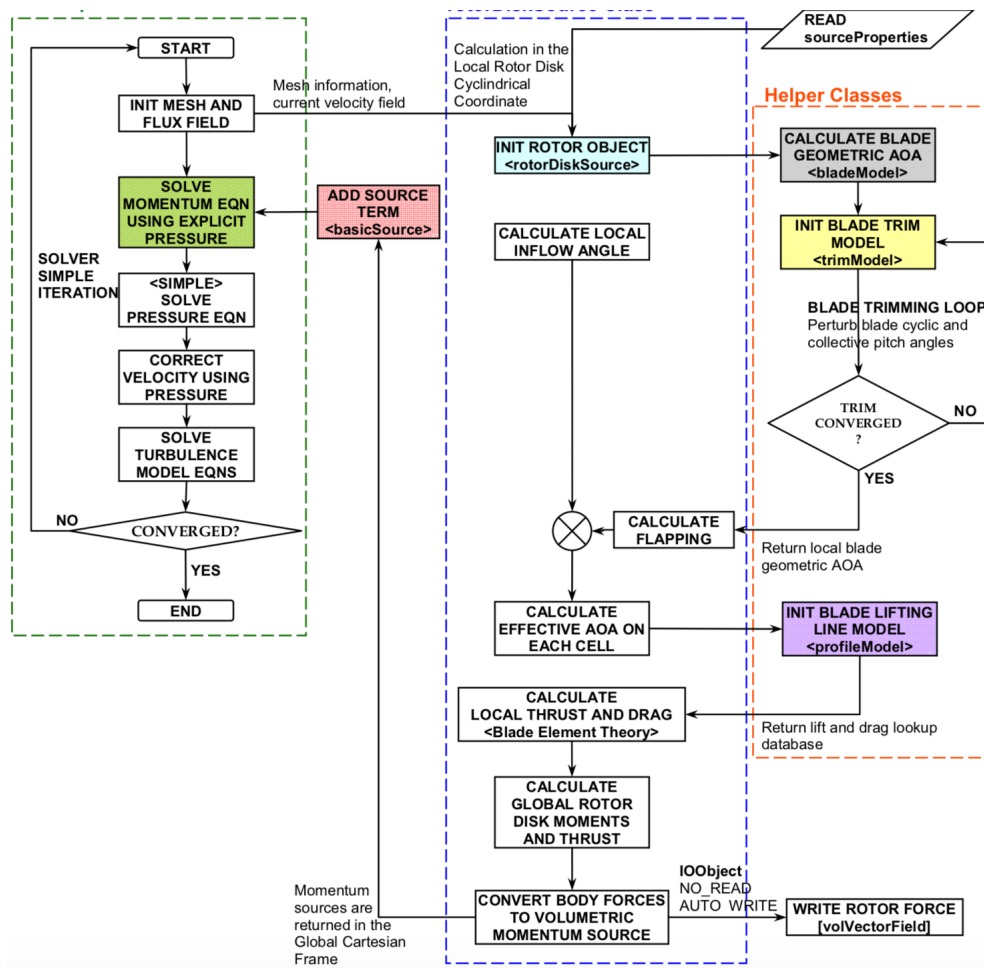 READ
sourceProperties
START
Calculation in the
Local Rotor Disk
Cyclindrical
Coordinate
Mesh information,
current velocity field
INIT MESH AND
FLUX FIELD
Helper Classes
INIT ROTOR OBJECT
<rotorDiskSource>
CALCULATE BLADE
GEOMETRIC AOA
<bladeModel>
SOLVE
MOMENTUM EQN
USING EXPLICIT
PRESSURE
ADD SOURCE
TERM
<basicSource>
CALCULATE LOCAL
INFLOW ANGLE
INIT BLADE TRIM
MODEL
<trimModel>
SOLVER
SIMPLE
ITERATION
<SIMPLE>
SOLVE
PRESSURE EQN
BLADE TRIMMING LOOP
Perturb blade cyclic and
collective pitch angles
CORRECT
VELOCITY USING
PRESSURE
TRIM
CONVERGED
?
NO
YES
SOLVE
TURBULENCE
MODEL EQNS
NO
CONVERGED?
YES
END
CALCULATE
FLAPPING
Return local blade
geometric AOA
CALCULATE
EFFECTIVE AOA ON
EACH CELL
INIT BLADE LIFTING
LINE MODEL
<profileModel>
CALCULATE
LOCAL THRUST AND DRAG
<Blade Element Theory>
Return lift and drag lookup
database
CALCULATE
GLOBAL ROTOR
DISK MOMENTS
AND THRUST
Momentum
sources are
returned in the
Global Cartesian
Frame
CONVERT BODY FORCES
TO VOLUMETRIC
MOMENTUM SOURCE
IOObject
NO_READ
AUTO_WRITE
WRITE ROTOR FORCE
[volVectorField]